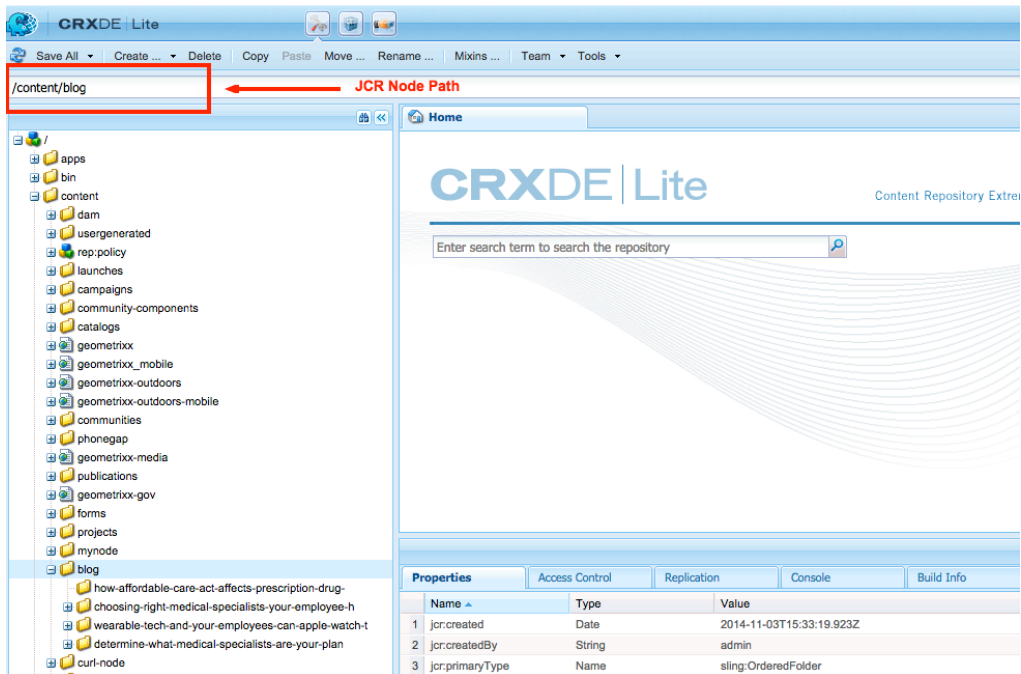 CRXDE | Lite
Save All Create ... Delete Copy Paste Move ... Rename ... Mixins ... Team Tools
/content/blog
JCR Node Path
Home
/
apps
bin
content
dam
usergenerated
rep:policy
launches
campaigns
community-components
catalogs
geometrixx
geometrixx_mobile
geometrixx-outdoors
geometrixx-outdoors-mobile
communities
phonegap
geometrixx-media
publications
geometrixx-gov
forms
projects
mynode
blog
how-affordable-care-act-affects-prescription-drug-
choosing-right-medical-specialists-your-employee-h
wearable-tech-and-your-employees-can-apple-watch-t
determine-what-medical-specialists-are-your-plan
curl-node
CRXDE | Lite
Content Repository Extre
Enter search term to search the repository
Properties Access Control Replication Console Build Info
Name Type Value
1 jcr:created Date 2014-11-03T15:33:19.923Z
2 jcr:createdBy String admin
3 jcr:primaryType Name sling:OrderedFolder